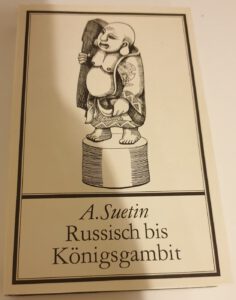 A. Suetin
Russisch bis
Königsgambit